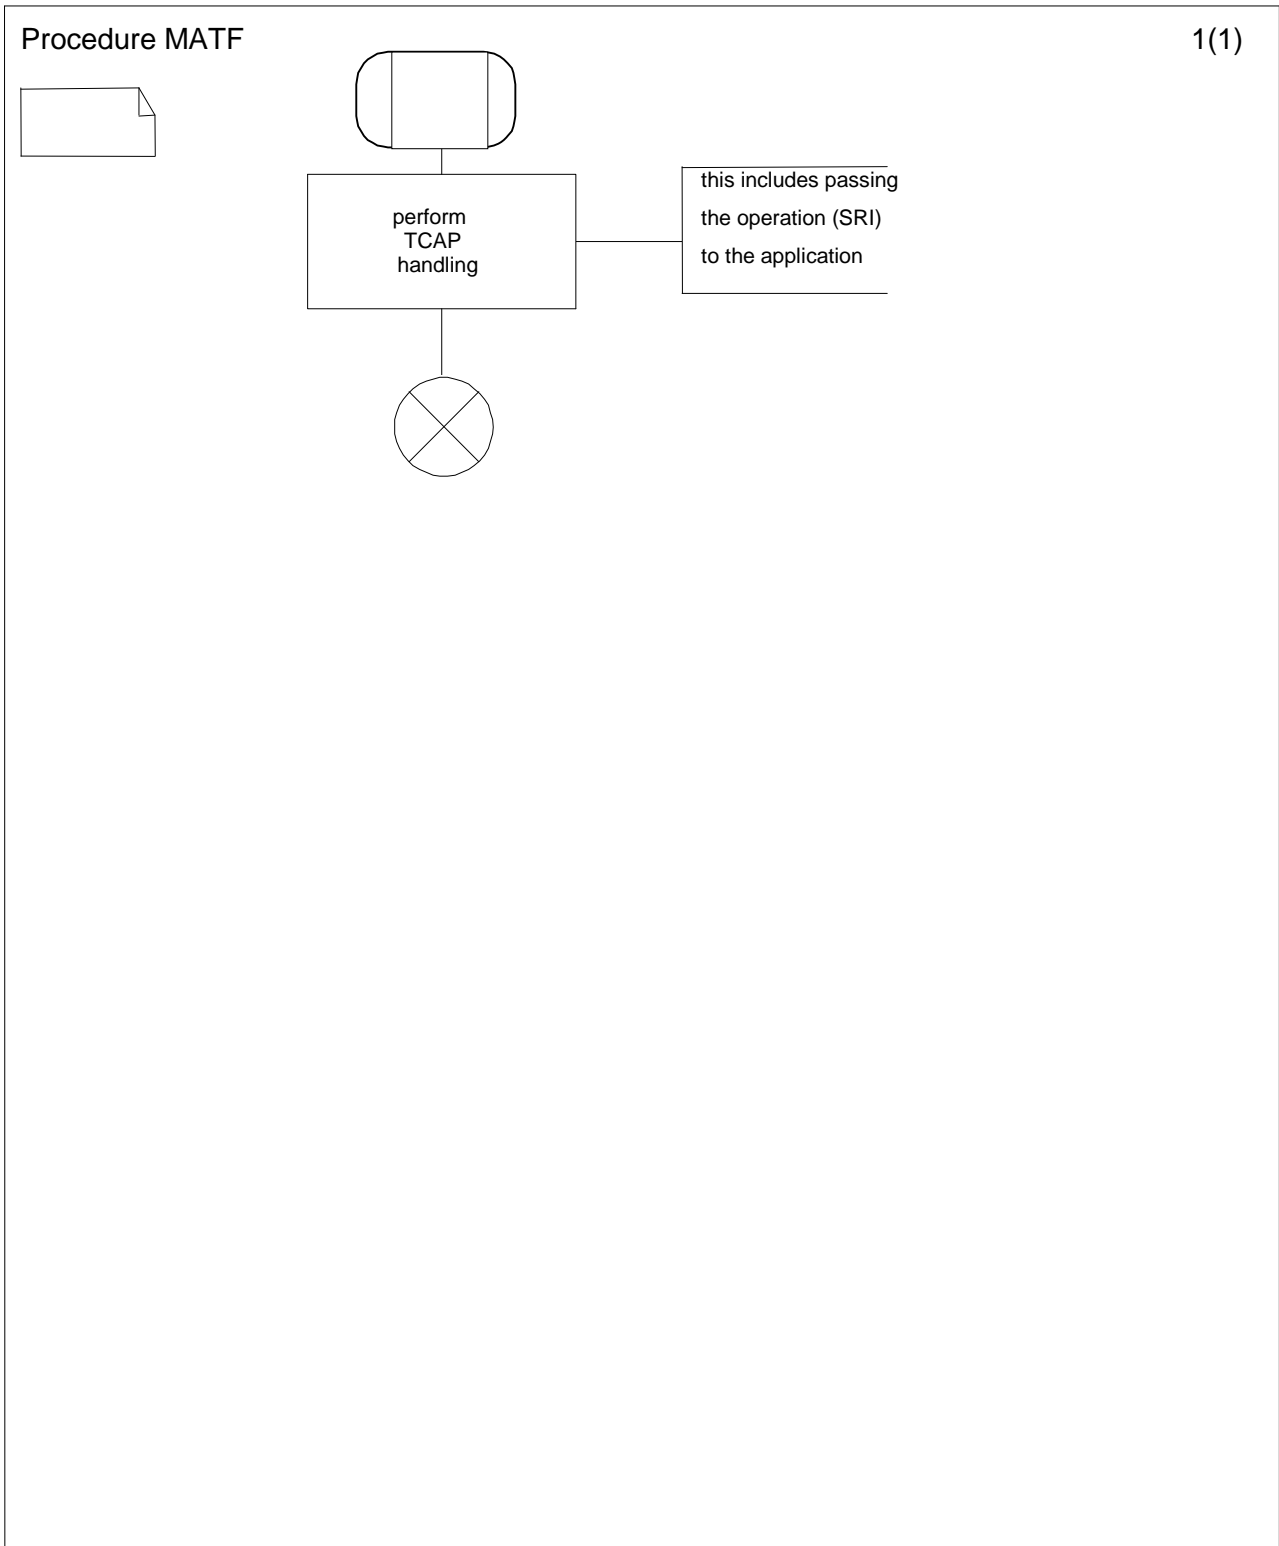 Procedure MATF
1(1)
perform
TCAP
handling
this includes passing
the operation (SRI)
to the application